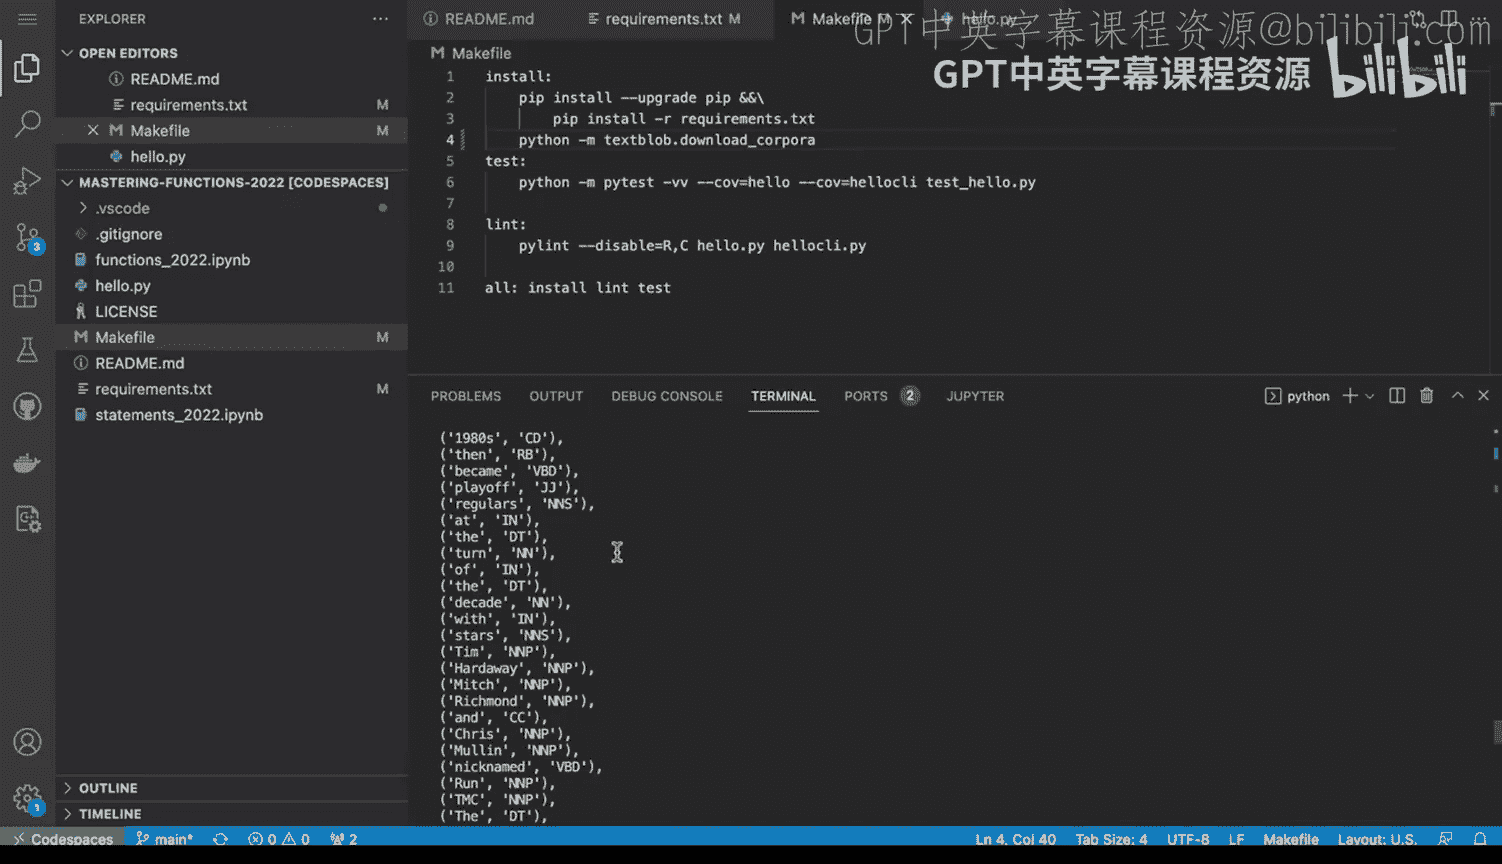 EXPLORER
README.md
requirements.txt M
Makefile M
hello.py
GPT中英字幕课程资源@bilibili.com
GPT中英字幕课程资源 bilibili
OPEN EDITORS
README.md
requirements.txt M
Makefile M
hello.py
MASTERING-FUNCTIONS-2022 [CODESPACES]
.vscode
.gitignore
functions_2022.ipynb
hello.py
LICENSE
Makefile M
README.md
requirements.txt M
statements_2022.ipynb
OUTLINE
TIMELINE
3
1
Makefile
1 install:
2 pip install --upgrade pip &&\
3 pip install -r requirements.txt
4 python -m textblob.download_corpora
5 test:
6 python -m pytest -vv --cov=hello --cov=hellocli test_hello.py
7
8 lint:
9 pylint --disable=R,C hello.py hellocli.py
10
11 all: install lint test
PROBLEMS OUTPUT DEBUG CONSOLE TERMINAL PORTS 2 JUPYTER python
('1980s', 'CD'),
('then', 'RB'),
('became', 'VBD'),
('playoff', 'JJ'),
('regulars', 'NNS'),
('at', 'IN'),
('the', 'DT'),
('turn', 'NN'),
('of', 'IN'),
('the', 'DT'),
('decade', 'NN'),
('with', 'IN'),
('stars', 'NNS'),
('Tim', 'NNP'),
('Hardaway', 'NNP'),
('Mitch', 'NNP'),
('Richmond', 'NNP'),
('and', 'CC'),
('Chris', 'NNP'),
('Mullin', 'NNP'),
('nicknamed', 'VBD'),
('Run', 'NNP'),
('TMC', 'NNP'),
('The', 'DT'),
Codespaces main* 0 0 2 Ln 4, Col 40 Tab Size: 4 UTF-8 LF Makefile Layout: U.S.